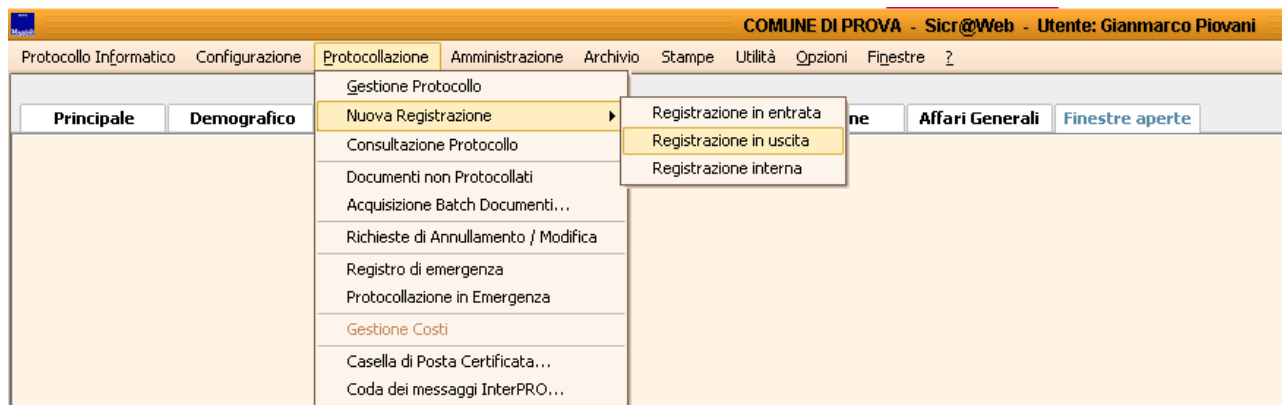 COMUNE DI PROVA - Sicr@Web - Utente: Gianmarco Piovani
Protocollo Informatico Configurazione Protocollazione Amministrazione Archivio Stampe Utilità Opzioni Finestre ?
Principale Demografico ne Affari Generali Finestre aperte
Gestione Protocollo
Nuova Registrazione
Consultazione Protocollo
Documenti non Protocollati
Acquisizione Batch Documenti...
Richieste di Annullamento / Modifica
Registro di emergenza
Protocollazione in Emergenza
Gestione Costi
Casella di Posta Certificata...
Coda dei messaggi InterPRO...
Registrazione in entrata
Registrazione in uscita
Registrazione interna